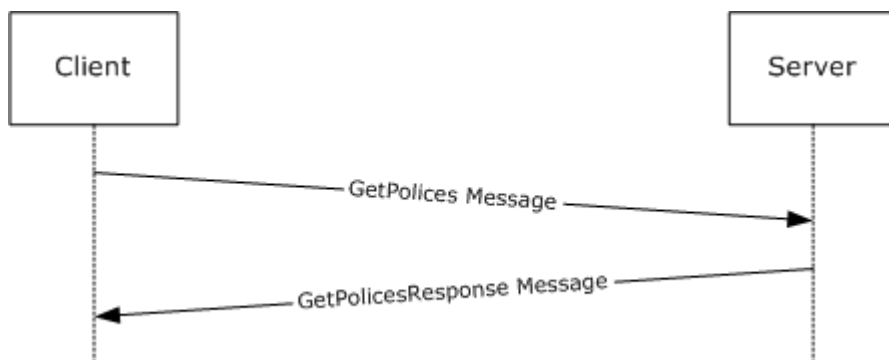 Client
Server
GetPolices Message
GetPolicesResponse Message